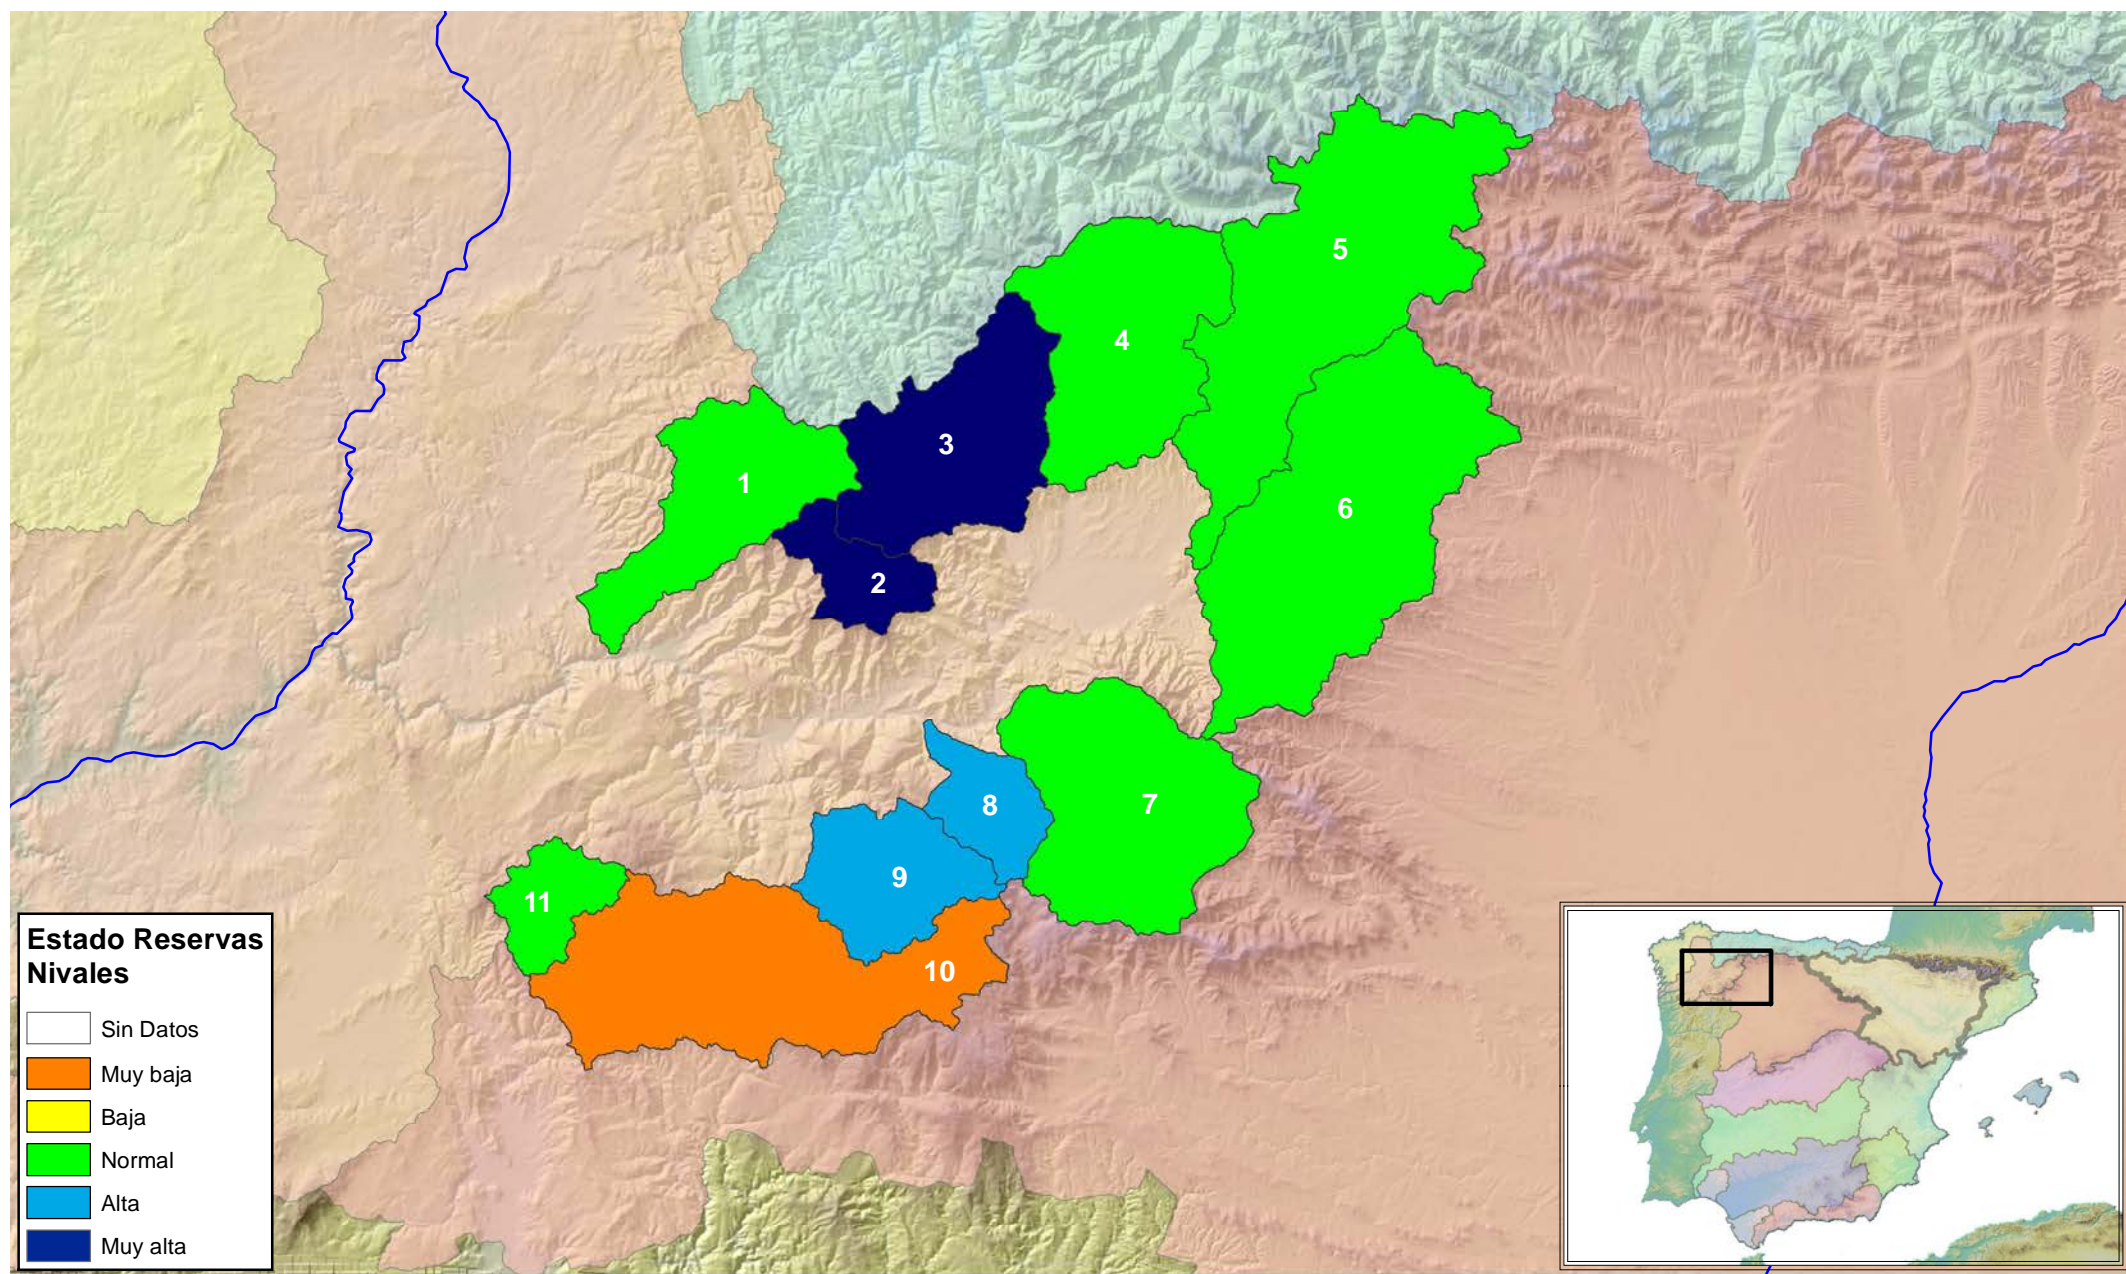 5
4
3
1
6
2
8
7
9
11
10
Estado Reservas
Nivales
Sin Datos
Muy baja
Baja
Normal
Alta
Muy alta